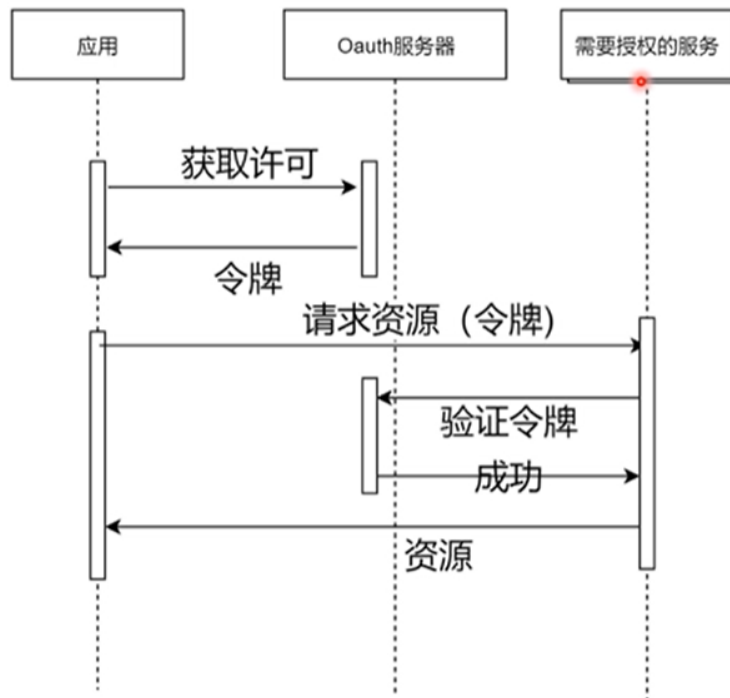 应用
Oauth服务器
需要授权的服务
获取许可
令牌
请求资源（令牌)
验证令牌
成功
资源